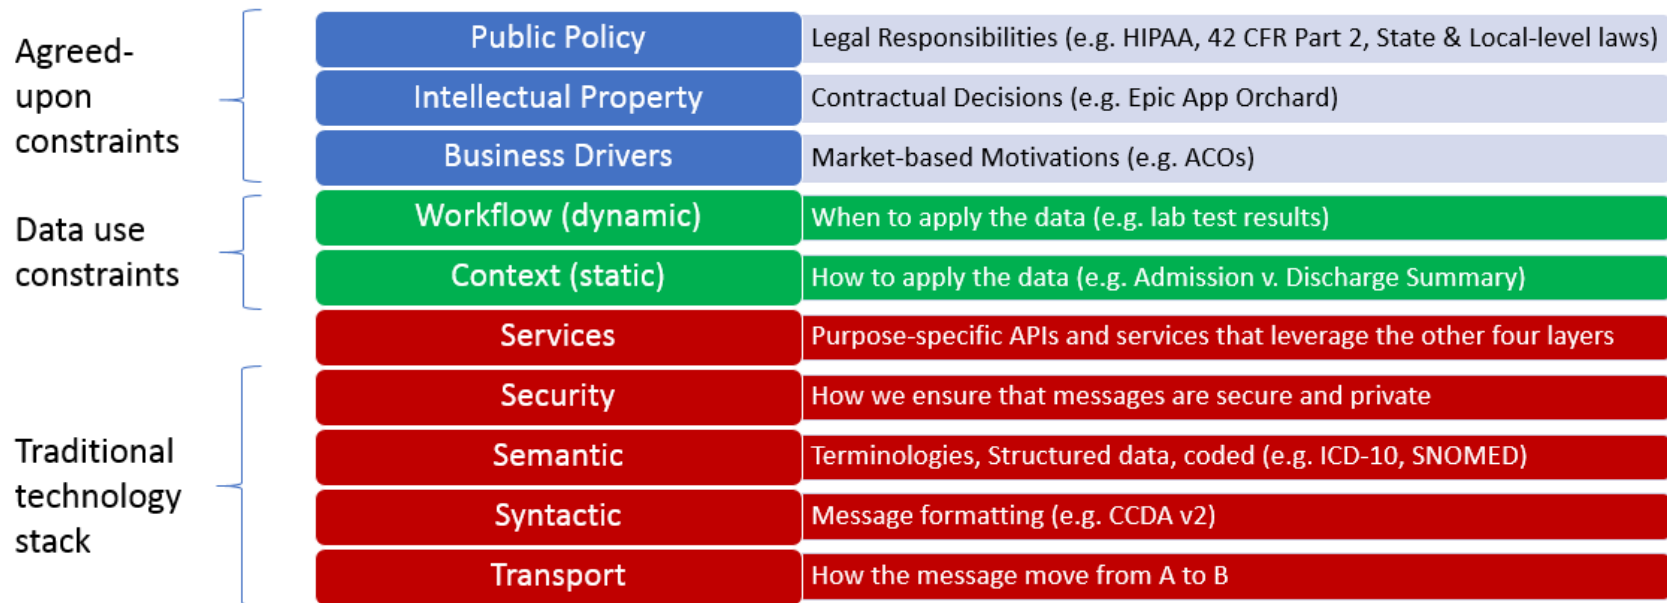 Agreed-
upon
constraints
Public Policy
Legal Responsibilities (e.g. HIPAA, 42 CFR Part 2, State & Local-level laws)
Intellectual Property
Contractual Decisions (e.g. Epic App Orchard)
Business Drivers
Market-based Motivations (e.g. ACOs)
Data use
constraints
Workflow (dynamic)
When to apply the data (e.g. lab test results)
Context (static)
How to apply the data (e.g. Admission v. Discharge Summary)
Services
Purpose-specific APIs and services that leverage the other four layers
Traditional
technology
stack
Security
How we ensure that messages are secure and private
Semantic
Terminologies, Structured data, coded (e.g. ICD-10, SNOMED)
Syntactic
Message formatting (e.g. CCDA v2)
Transport
How the message move from A to B